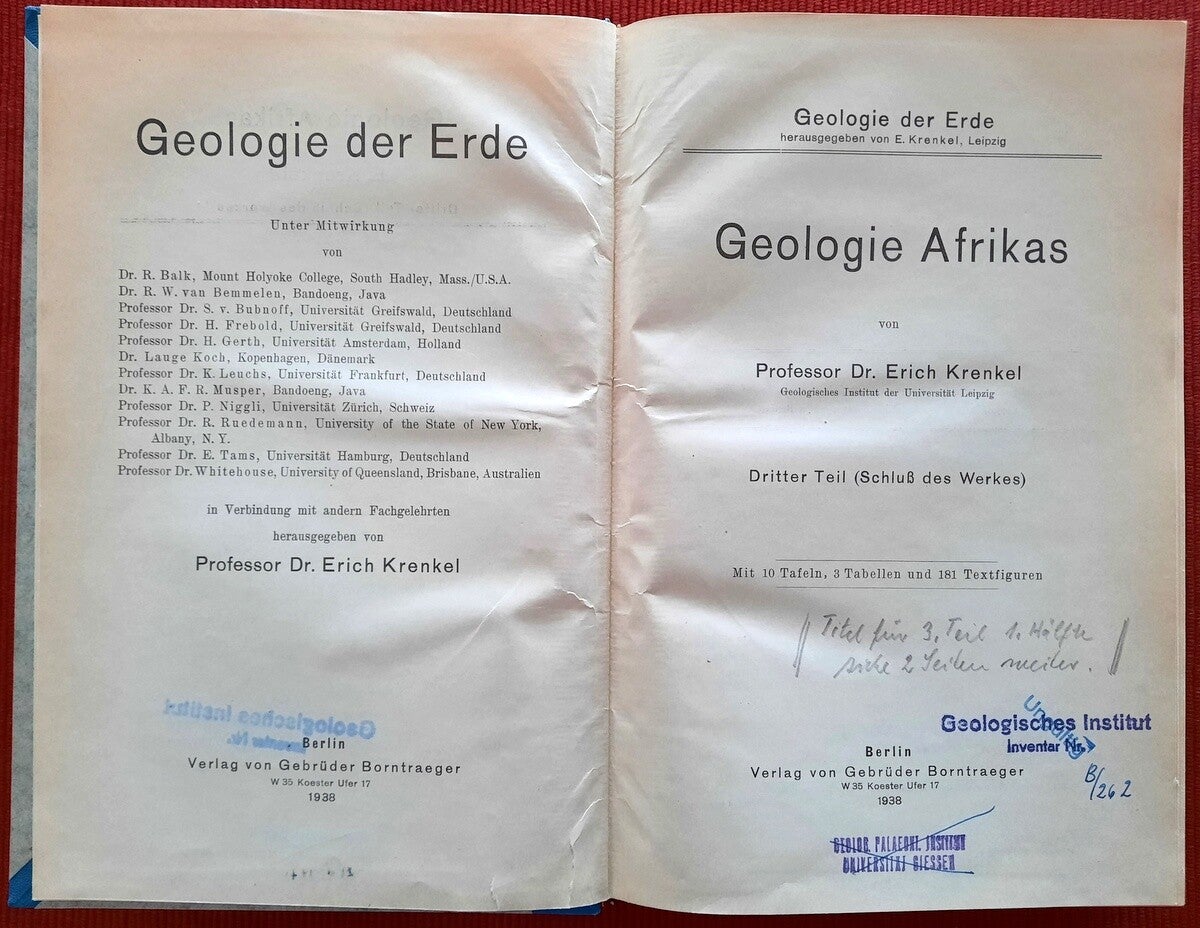 Geologie der Erde
Unter Mitwirkung
von
Dr. R. Balk, Mount Holyoke College, South Hadley, Mass./U.S.A.
Dr. R. W. van Bemmelen, Bandoeng, Java
Professor Dr. S. v. Bubnoff, Universität Greifswald, Deutschland
Professor Dr. H. Frebold, Universität Greifswald, Deutschland
Professor Dr. H. Gerth, Universität Amsterdam, Holland
Dr. Lauge Koch, Kopenhagen, Dänemark
Professor Dr. K. Leuchs, Universität Frankfurt, Deutschland
Dr. K. A. F. R. Musper, Bandoeng, Java
Professor Dr. P. Niggli, Universität Zürich, Schweiz
Professor Dr. R. Ruedemann, University of the State of New York,
Albany, N. Y.
Professor Dr. E. Tams, Universität Hamburg, Deutschland
Professor Dr. Whitehouse, University of Queensland, Brisbane, Australien
in Verbindung mit andern Fachgelehrten
herausgegeben von
Professor Dr. Erich Krenkel
Geologisches Institut
Inventar Nr.
Berlin
Verlag von Gebrüder Borntraeger
W 35 Koester Ufer 17
1938
Geologie der Erde
herausgegeben von E. Krenkel, Leipzig
Geologie Afrikas
von
Professor Dr. Erich Krenkel
Geologisches Institut der Universität Leipzig
Dritter Teil (Schluß des Werkes)
Mit 10 Tafeln, 3 Tabellen und 181 Textfiguren
Titel für 3. Teil 1. Hälfte
siehe 2 Seiten weiter.
Geologisches Institut
Inventar Nr.
B/262
Berlin
Verlag von Gebrüder Borntraeger
W 35 Koester Ufer 17
1938
GEOLOG. PALAEONT. INSTITUT
UNIVERSITÄT GIESSEN